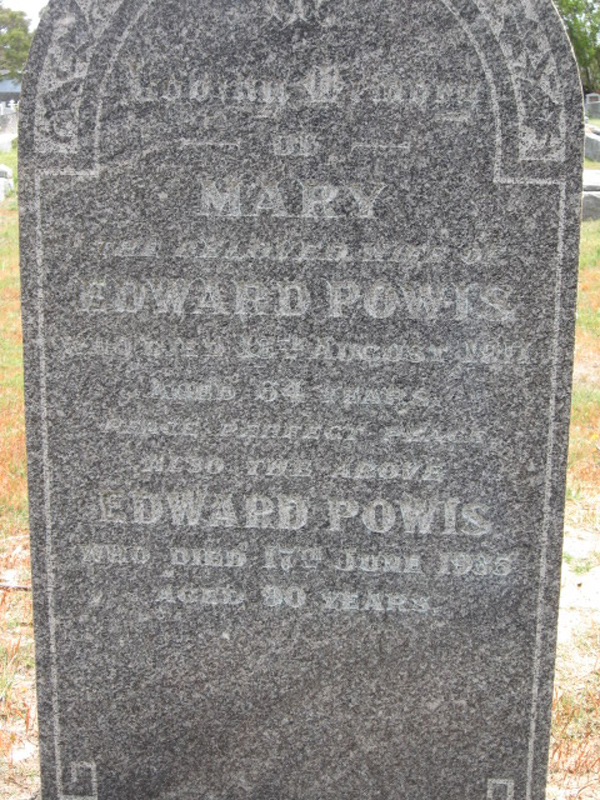 Loving Memory
OF
MARY
THE BELOVED WIFE OF
EDWARD POWIS
WHO DIED AUGUST
AGED 64 YEARS
PEACE PERFECT PEACE
ALSO THE ABOVE
EDWARD POWIS
WHO DIED 17TH JUNE 1935
AGED 90 YEARS